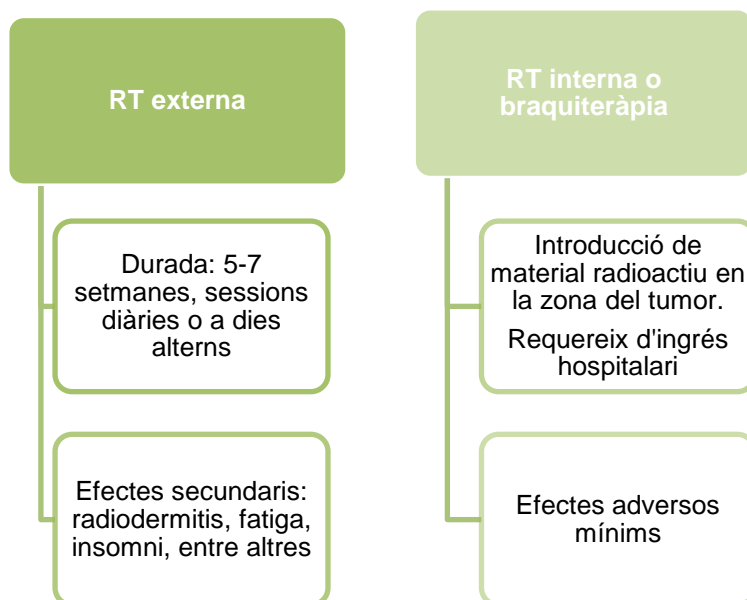 RT externa
Durada: 5-7
setmanes, sessions
diàries o a dies
alterns
Efectes secundaris:
radiodermitis, fatiga,
insomni, entre altres
RT interna o
braquiteràpia
Introducció de
material radioactiu en
la zona del tumor.
Requereix d'ingrés
hospitalari
Efectes adversos
mínims